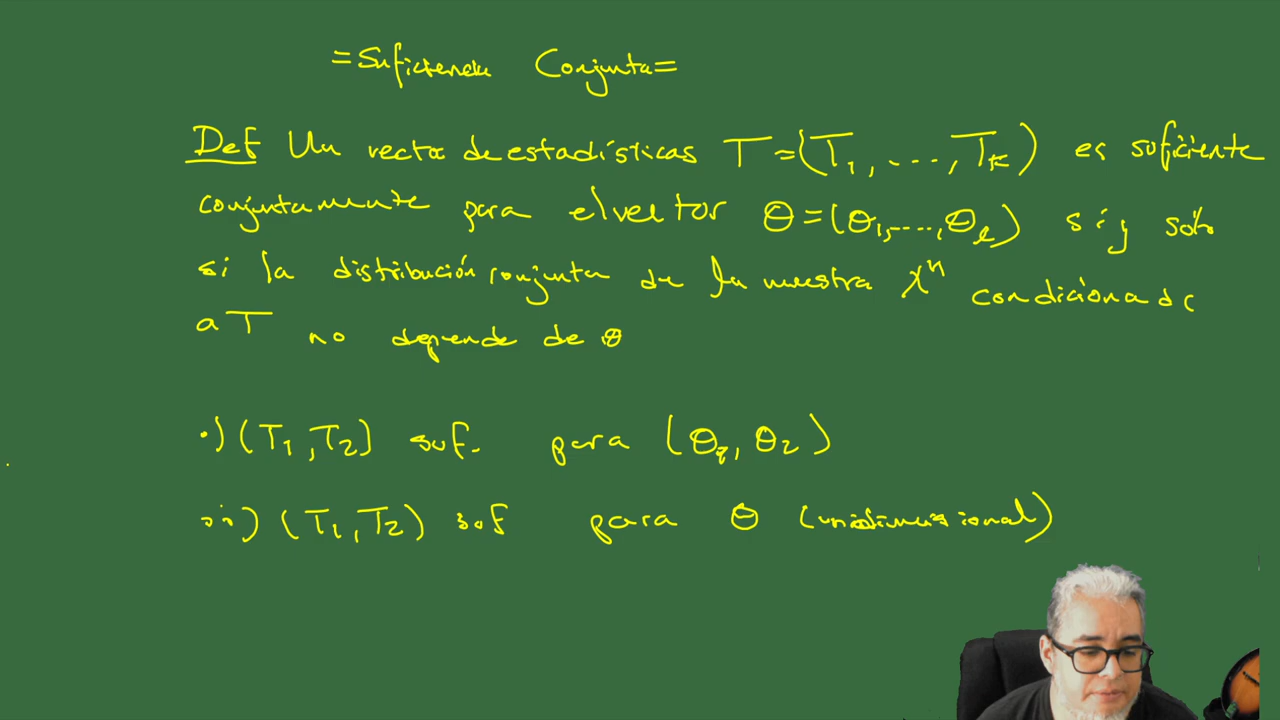 =Suficiencia Conjunta=
Def Un vector de estadísticas T=(T₁,...,Tₖ) es suficiente
conjuntamente para el vector θ=(θ₁,...,θₗ) si y sólo
si la distribución conjunta de la muestra Xⁿ condicionada
a T no depende de θ
·) (T₁,T₂) suf. para (θ₁,θ₂)
··) (T₁,T₂) suf para θ (unidimensional)